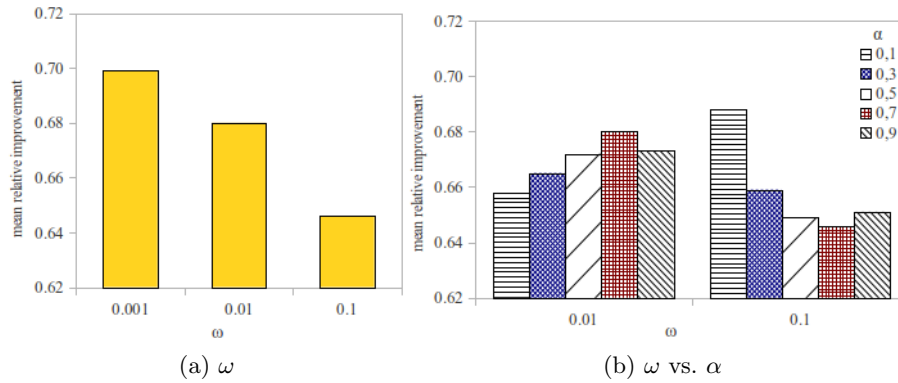 0.72
0.70
0.68
0.66
0.64
0.62
mean relative improvement
0.001 0.01 0.1
ω
(a) ω
0.72
0.70
0.68
0.66
0.64
0.62
mean relative improvement
α
0,1
0,3
0,5
0,7
0,9
0.01 0.1
ω
(b) ω vs. α